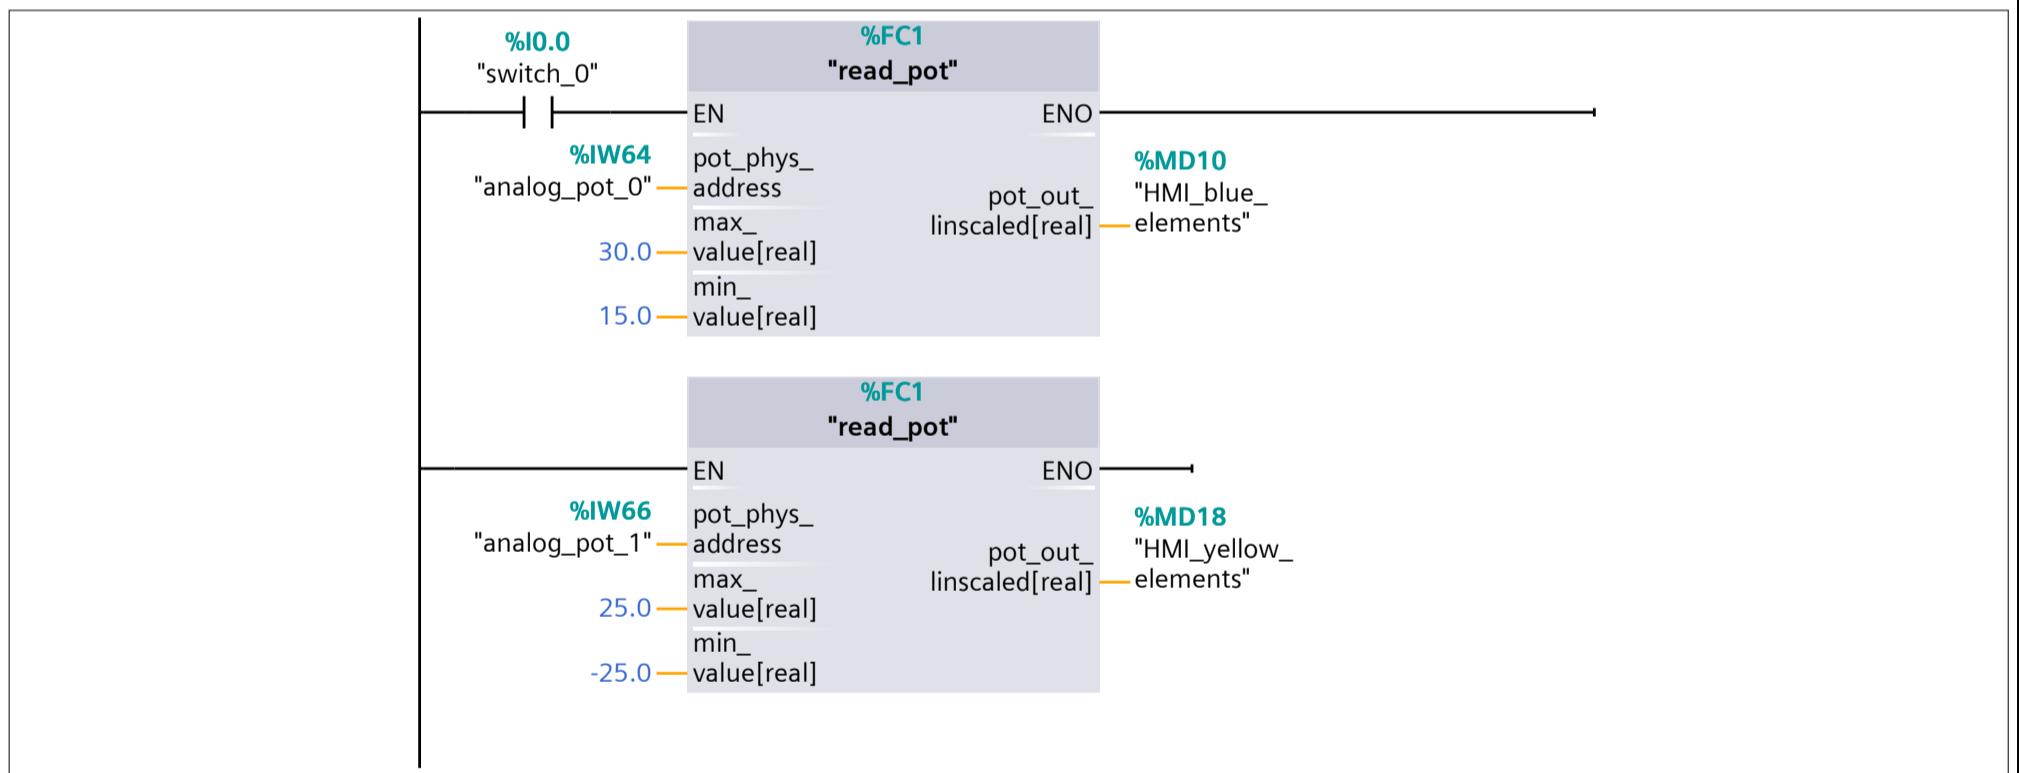 %I0.0
"switch_0"
%FC1
"read_pot"
EN
ENO
%IW64
"analog_pot_0"
pot_phys_
address
30.0
max_
value[real]
15.0
min_
value[real]
pot_out_
linscaled[real]
%MD10
"HMI_blue_
elements"
%FC1
"read_pot"
EN
ENO
%IW66
"analog_pot_1"
pot_phys_
address
25.0
max_
value[real]
-25.0
min_
value[real]
pot_out_
linscaled[real]
%MD18
"HMI_yellow_
elements"